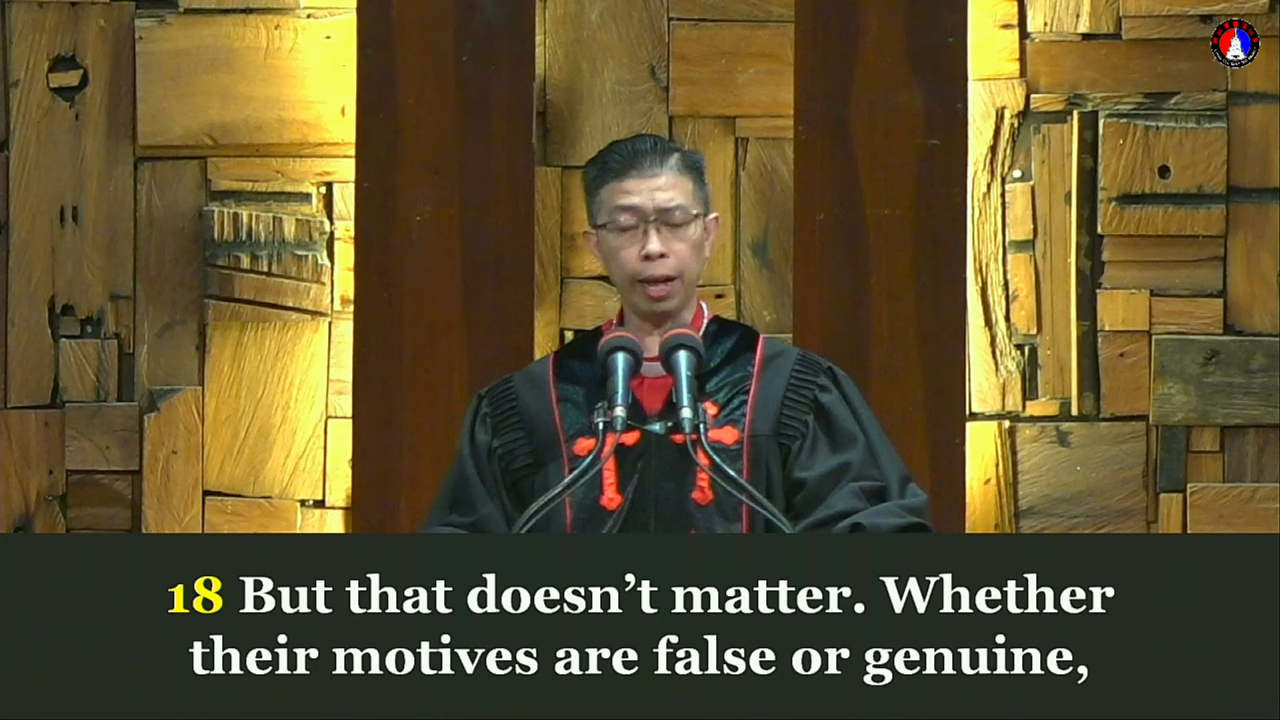 18 But that doesn’t matter. Whether
their motives are false or genuine,